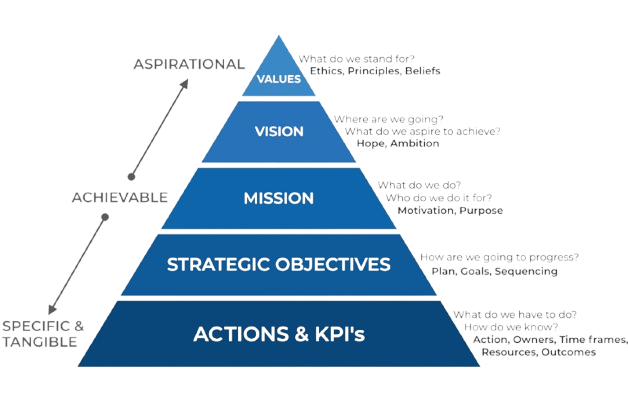 ASPIRATIONAL
VALUES
What do we stand for?
Ethics, Principles, Beliefs
VISION
Where are we going?
What do we aspire to achieve?
Hope, Ambition
ACHIEVABLE
MISSION
What do we do?
Who do we do it for?
Motivation, Purpose
STRATEGIC OBJECTIVES
How are we going to progress?
Plan, Goals, Sequencing
SPECIFIC &
TANGIBLE
ACTIONS & KPI's
What do we have to do?
How do we know?
Action, Owners, Time frames,
Resources, Outcomes